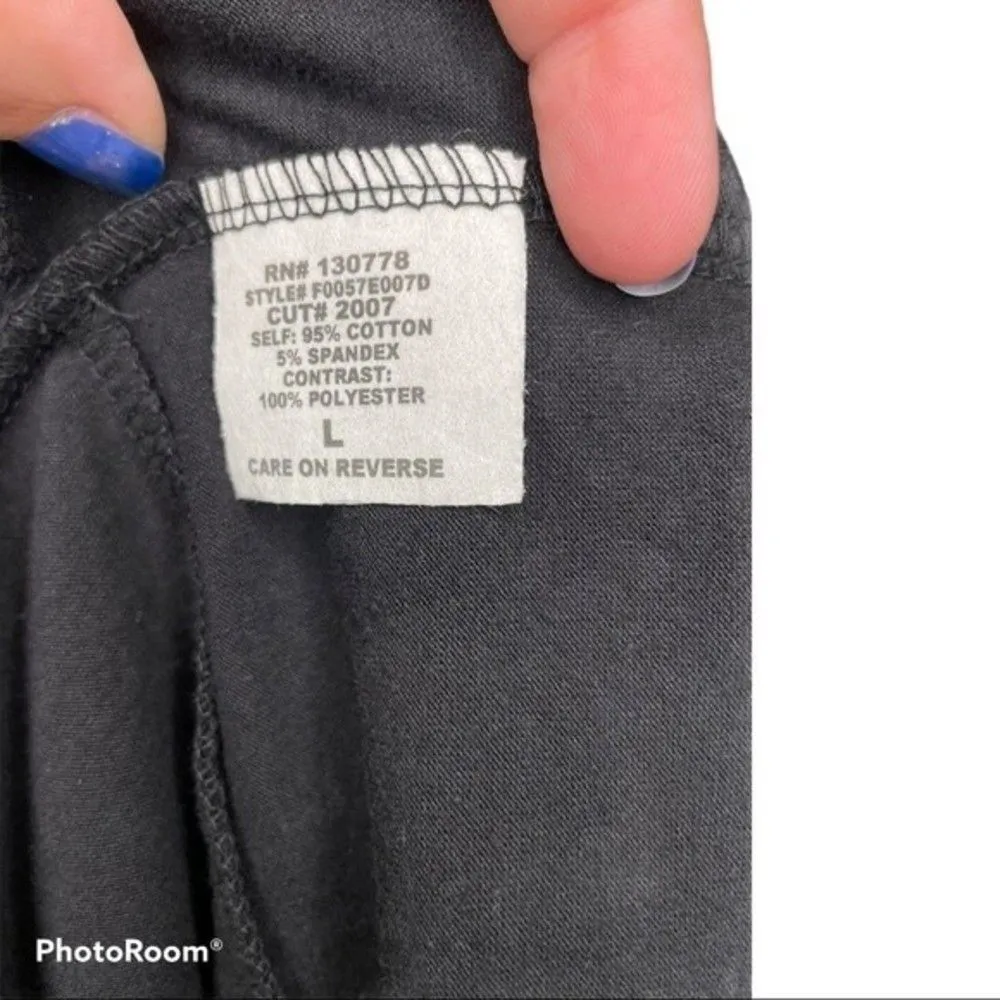 RN# 130778
STYLE# F0057E007D
CUT# 2007
SELF: 95% COTTON
5% SPANDEX
CONTRAST:
100% POLYESTER
L
CARE ON REVERSE
PhotoRoom®